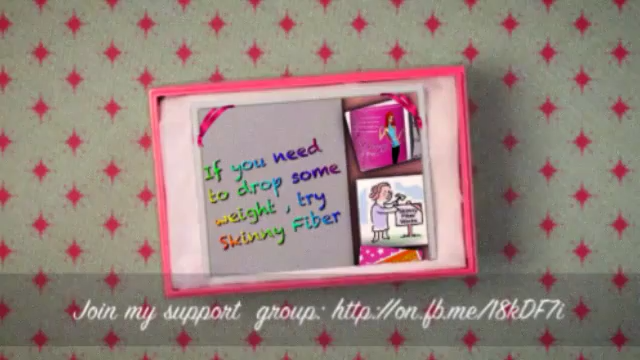 If you need
to drop some
weight , try
Skinny Fiber
Join my support group: http://on.fb.me/18kDF7i